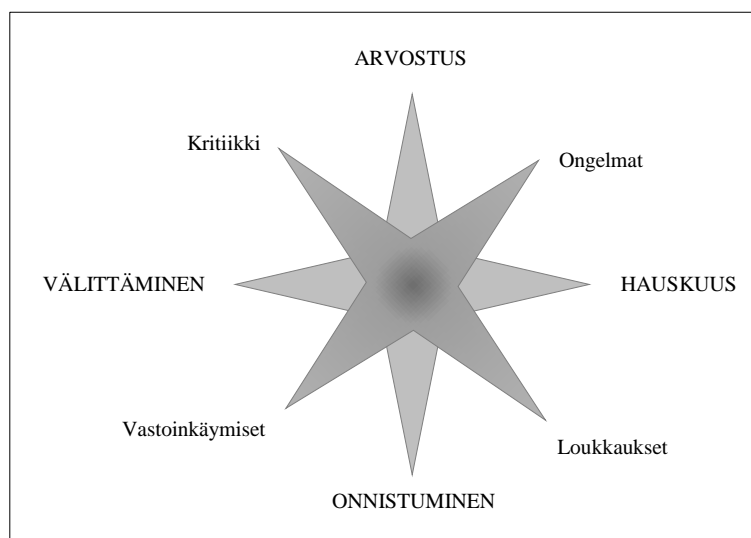 ARVOSTUS
Kritiikki
Ongelmat
VÄLITTÄMINEN
HAUSKUUS
Vastoinkäymiset
Loukkaukset
ONNISTUMINEN